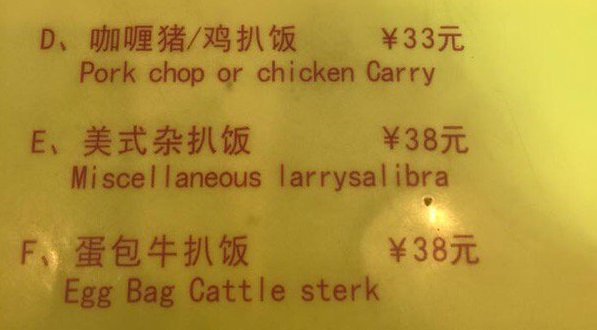 D、咖喱猪/鸡扒饭 ￥33元
Pork chop or chicken Carry
E、美式杂扒饭 ￥38元
Miscellaneous larrysalibra
F、蛋包牛扒饭 ￥38元
Egg Bag Cattle sterk